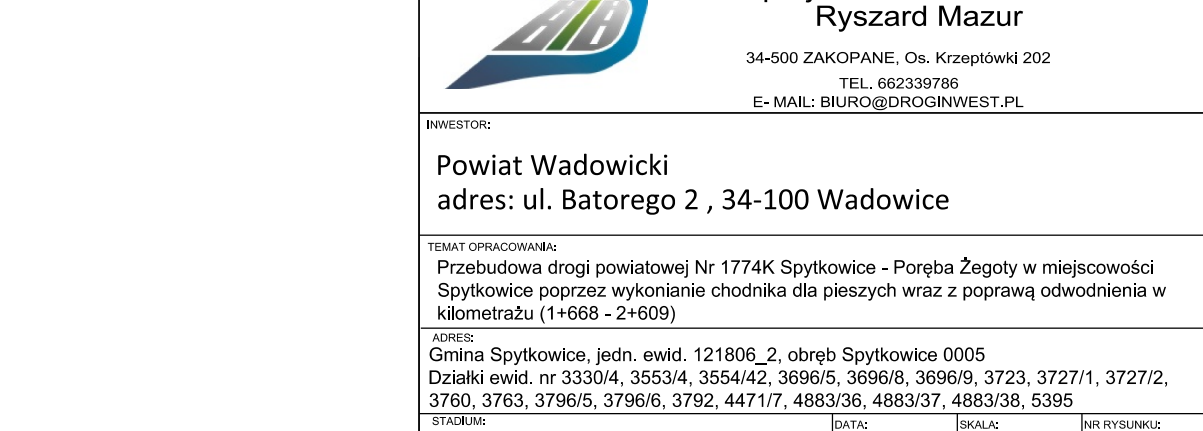 Ryszard Mazur
34-500 ZAKOPANE, Os. Krzeptówki 202
TEL. 662339786
E- MAIL: BIURO@DROGINWEST.PL
INWESTOR:
Powiat Wadowicki
adres: ul. Batorego 2 , 34-100 Wadowice
TEMAT OPRACOWANIA:
Przebudowa drogi powiatowej Nr 1774K Spytkowice - Poręba Żegoty w miejscowości
Spytkowice poprzez wykonianie chodnika dla pieszych wraz z poprawą odwodnienia w
kilometrażu (1+668 - 2+609)
ADRES:
Gmina Spytkowice, jedn. ewid. 121806_2, obręb Spytkowice 0005
Działki ewid. nr 3330/4, 3553/4, 3554/42, 3696/5, 3696/8, 3696/9, 3723, 3727/1, 3727/2,
3760, 3763, 3796/5, 3796/6, 3792, 4471/7, 4883/36, 4883/37, 4883/38, 5395
STADIUM: DATA: SKALA: NR RYSUNKU: